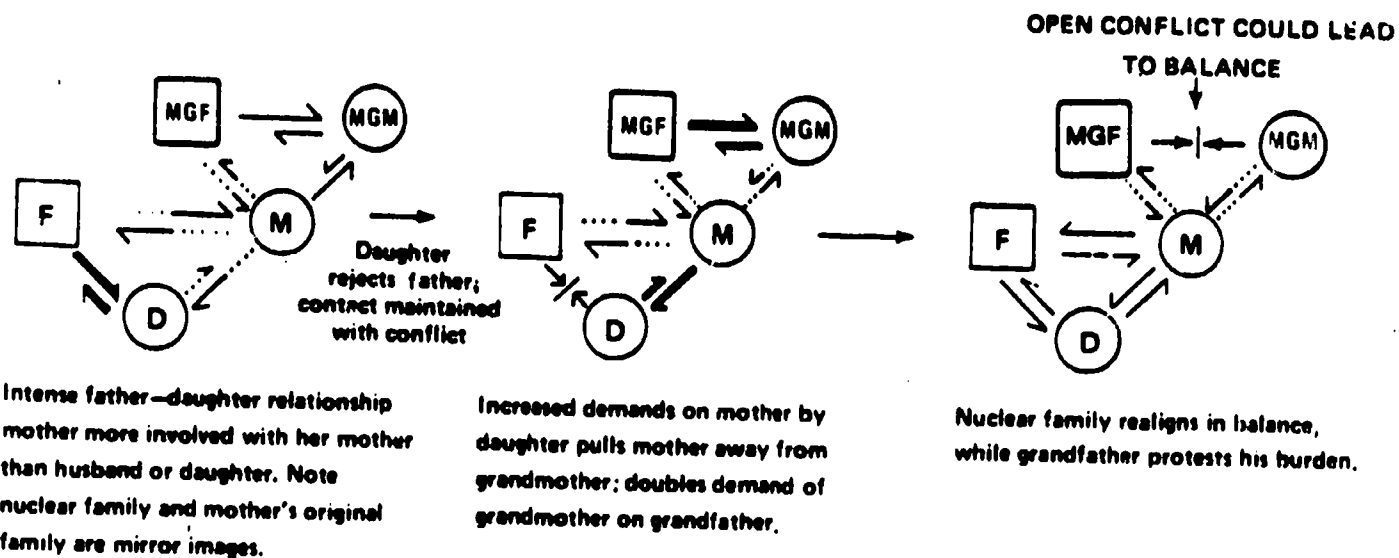 OPEN CONFLICT COULD LEAD
TO BALANCE
MGF
MGM
F
M
D
Daughter
rejects father;
contact maintained
with conflict
MGF
MGM
F
M
D
MGF
MGM
F
M
D
Intense father—daughter relationship
mother more involved with her mother
than husband or daughter. Note
nuclear family and mother's original
family are mirror images.
Increased demands on mother by
daughter pulls mother away from
grandmother; doubles demand of
grandmother on grandfather.
Nuclear family realigns in balance,
while grandfather protests his burden.